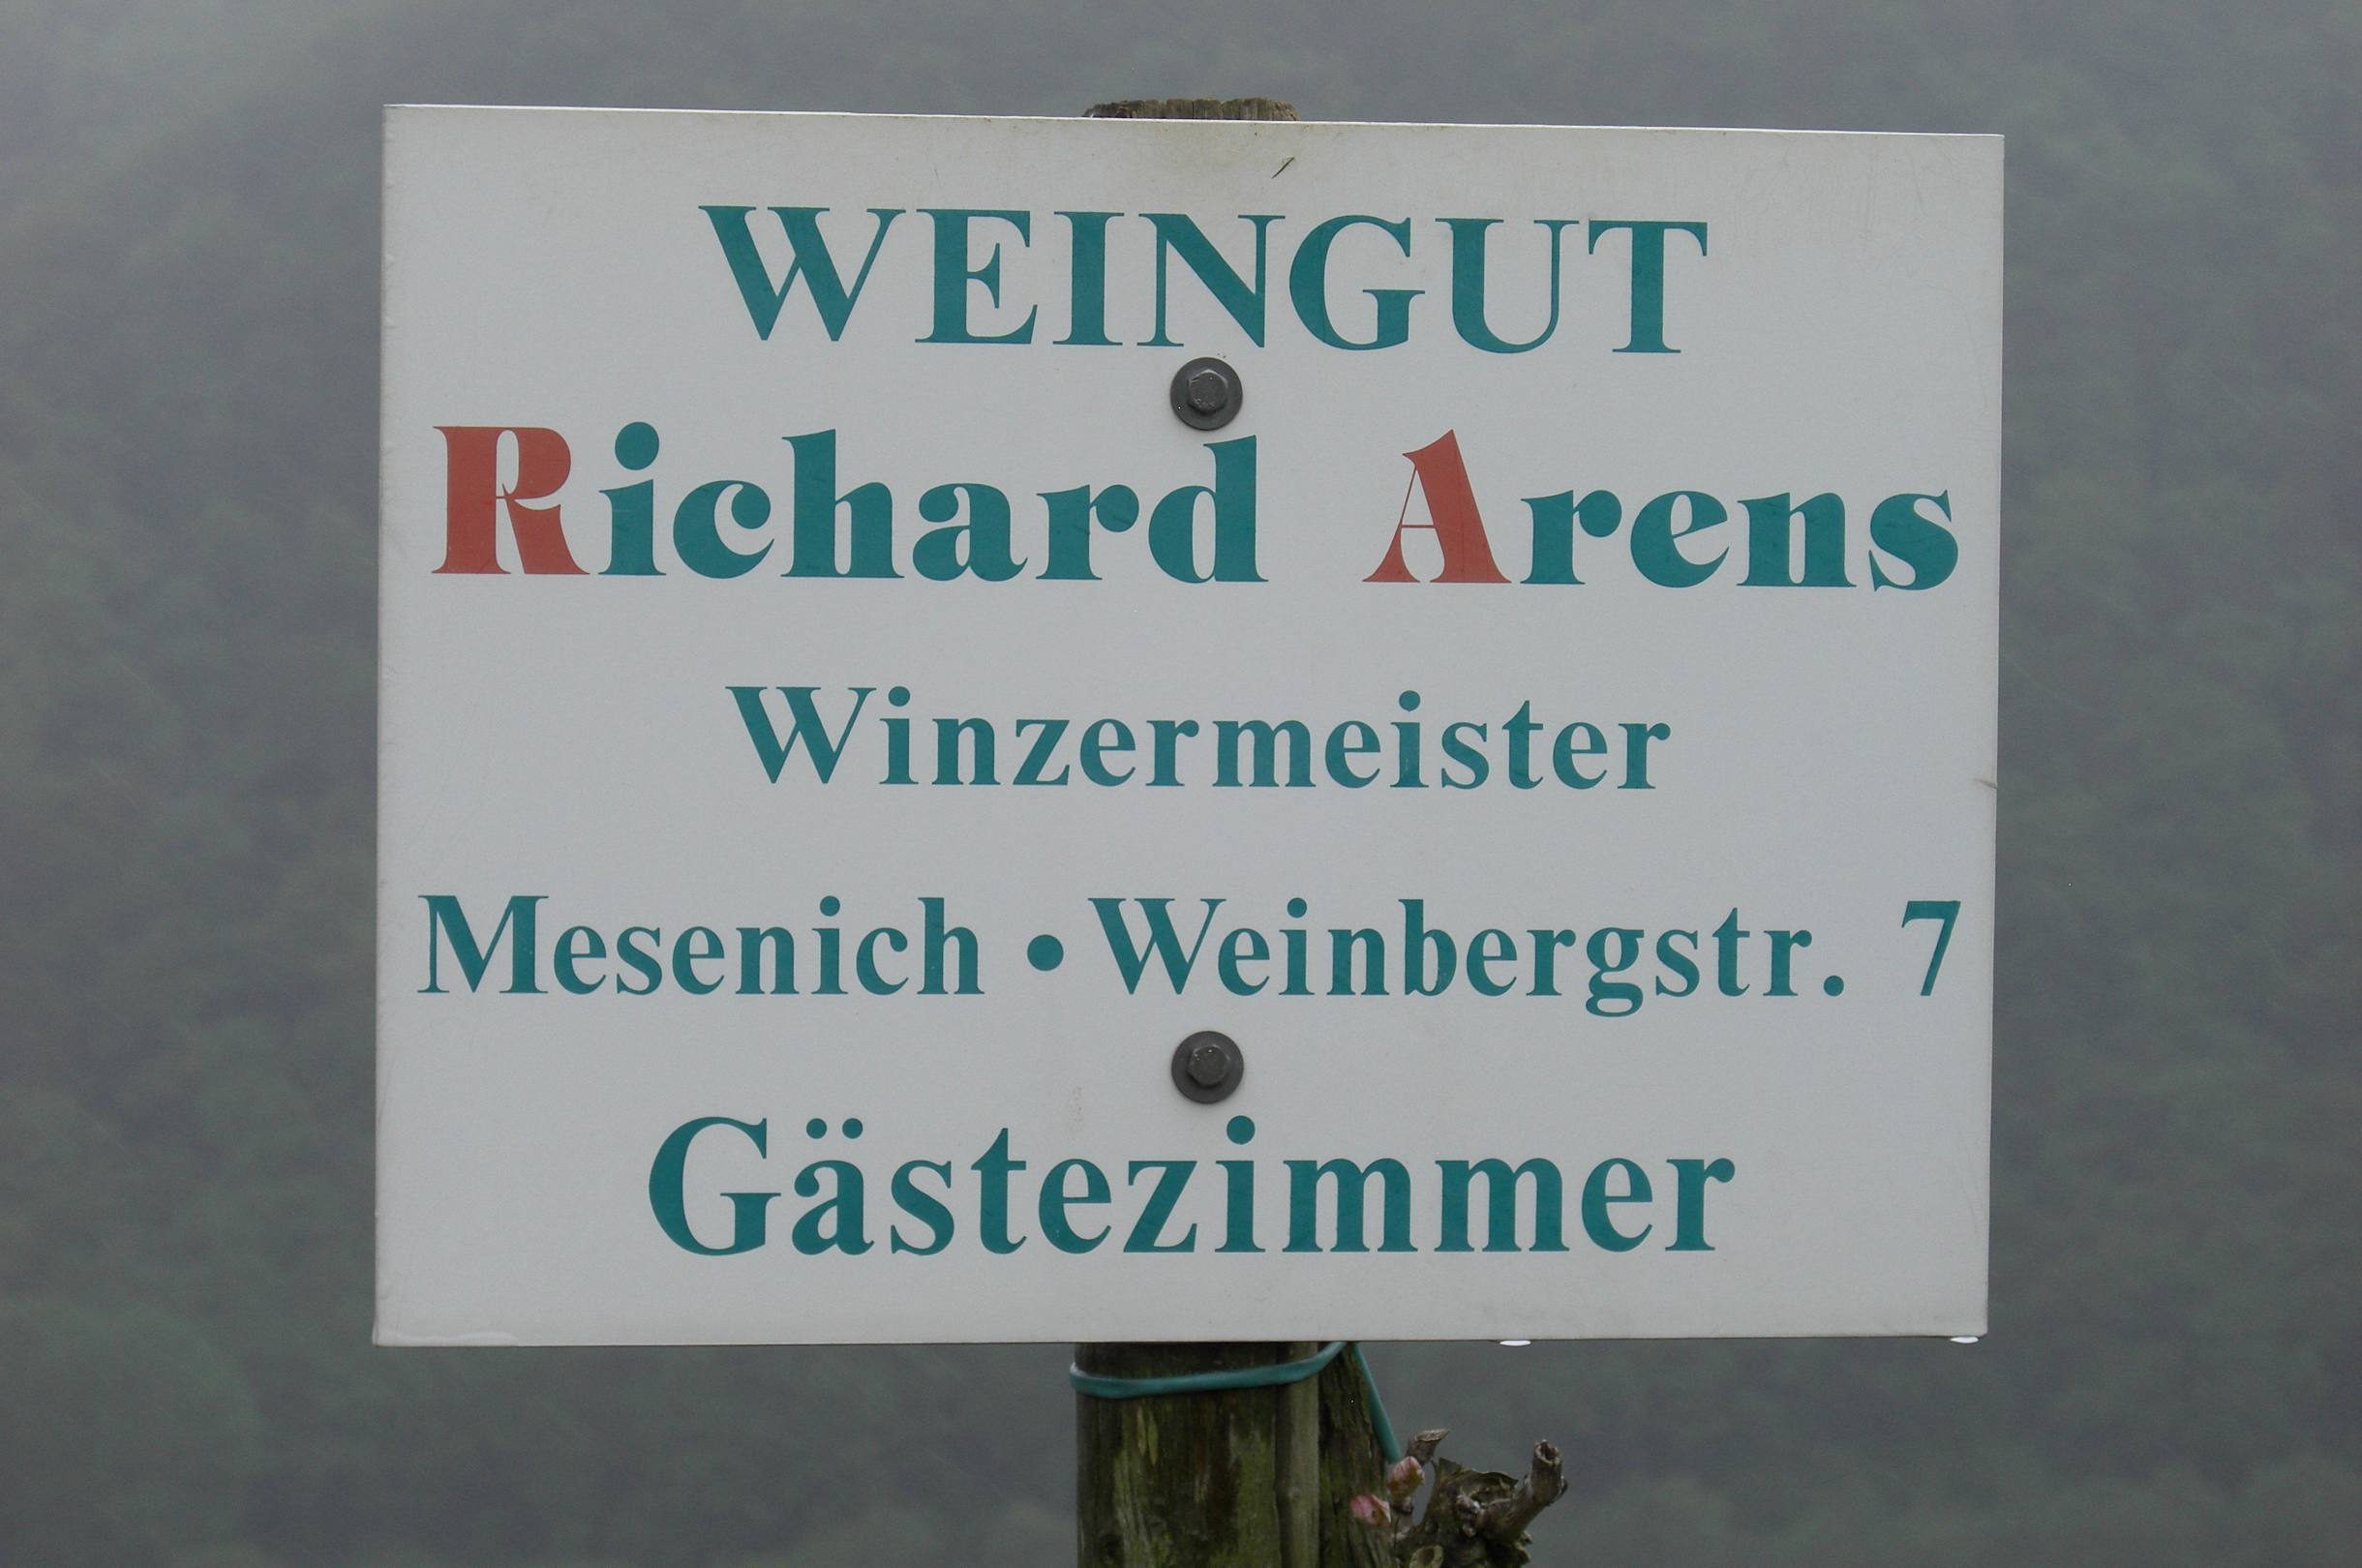 WEINGUT
Richard Arens
Winzermeister
Mesenich • Weinbergstr. 7
Gästezimmer